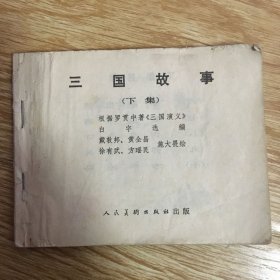 三国故事
（下集）
根据罗贯中著《三国演义》
白宇选编
戴敦邦、黄全昌
徐有武、方瑶民 施大畏绘
人民美术出版社出版